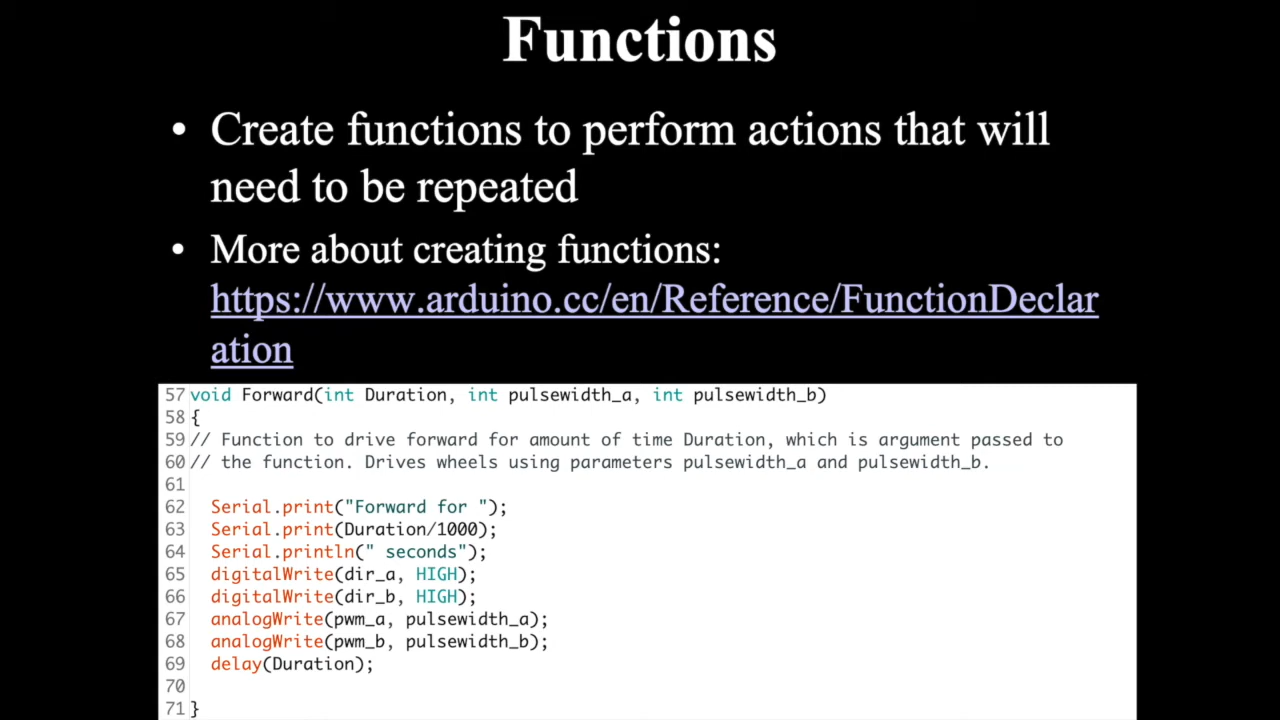 Functions
• Create functions to perform actions that will
need to be repeated
• More about creating functions:
https://www.arduino.cc/en/Reference/FunctionDeclar
ation
57 void Forward(int Duration, int pulsewidth_a, int pulsewidth_b)
58 {
59 // Function to drive forward for amount of time Duration, which is argument passed to
60 // the function. Drives wheels using parameters pulsewidth_a and pulsewidth_b.
61
62   Serial.print("Forward for ");
63   Serial.print(Duration/1000);
64   Serial.println(" seconds");
65   digitalWrite(dir_a, HIGH);
66   digitalWrite(dir_b, HIGH);
67   analogWrite(pwm_a, pulsewidth_a);
68   analogWrite(pwm_b, pulsewidth_b);
69   delay(Duration);
70
71 }